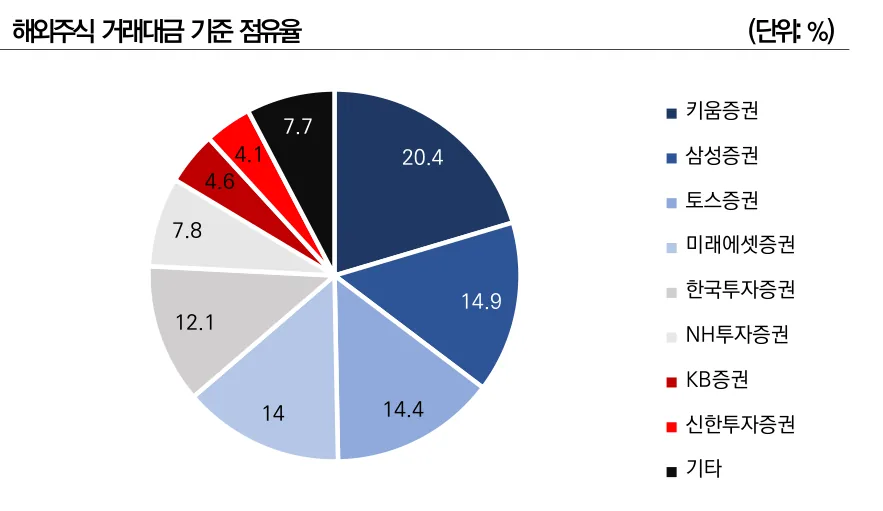 해외주식 거래대금 기준 점유율 (단위: %)
20.4
14.9
14.4
14
12.1
7.8
4.6
4.1
7.7
키움증권
삼성증권
토스증권
미래에셋증권
한국투자증권
NH투자증권
KB증권
신한투자증권
기타